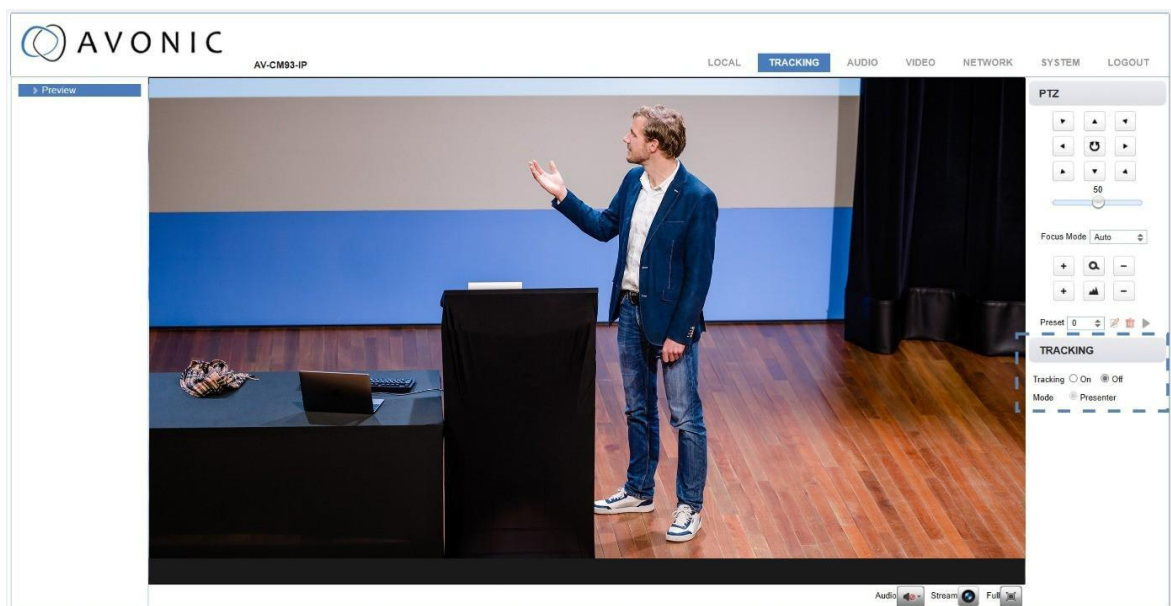 AVONIC
AV-CM93-IP
LOCAL TRACKING AUDIO VIDEO NETWORK SYSTEM LOGOUT
Preview
PTZ
50
Focus Mode Auto
+ −
+ −
Preset 0
TRACKING
Tracking On Off
Mode Presenter
Audio Stream Full